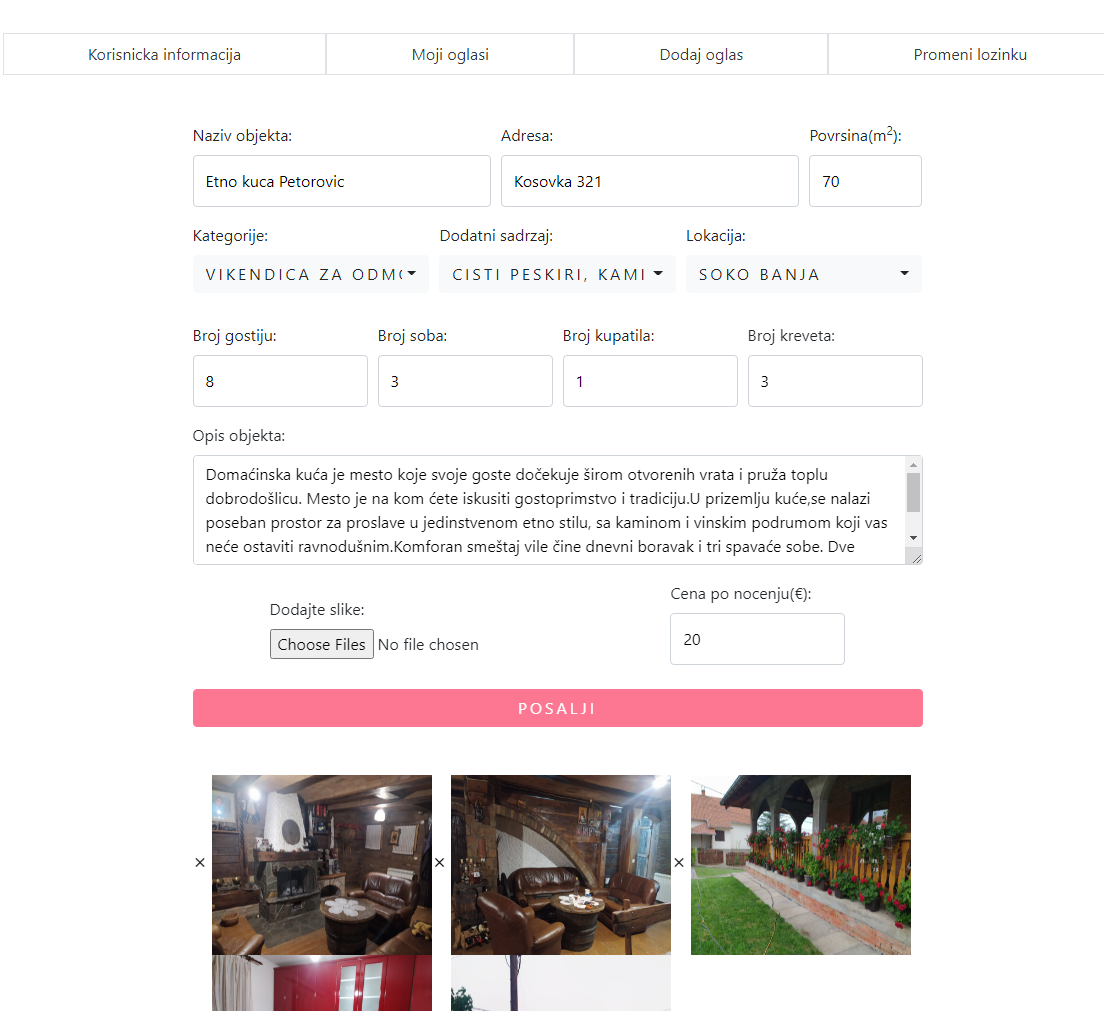 Korisnicka informacija
Moji oglasi
Dodaj oglas
Promeni lozinku
Naziv objekta:
Adresa:
Povrsina(m²):
Etno kuca Petorovic
Kosovka 321
70
Kategorije:
Dodatni sadrzaj:
Lokacija:
VIKENDICA ZA ODM
CISTI PESKIRI, KAMI
SOKO BANJA
Broj gostiju:
Broj soba:
Broj kupatila:
Broj kreveta:
8
3
1
3
Opis objekta:
Domaćinska kuća je mesto koje svoje goste dočekuje širom otvorenih vrata i pruža toplu
dobrodošlicu. Mesto je na kom ćete iskusiti gostoprimstvo i tradiciju.U prizemlju kuće,se nalazi
poseban prostor za proslave u jedinstvenom etno stilu, sa kaminom i vinskim podrumom koji vas
neće ostaviti ravnodušnim.Komforan smeštaj vile čine dnevni boravak i tri spavaće sobe. Dve
Cena po nocenju(€):
Dodajte slike:
Choose Files No file chosen
20
POSALJI